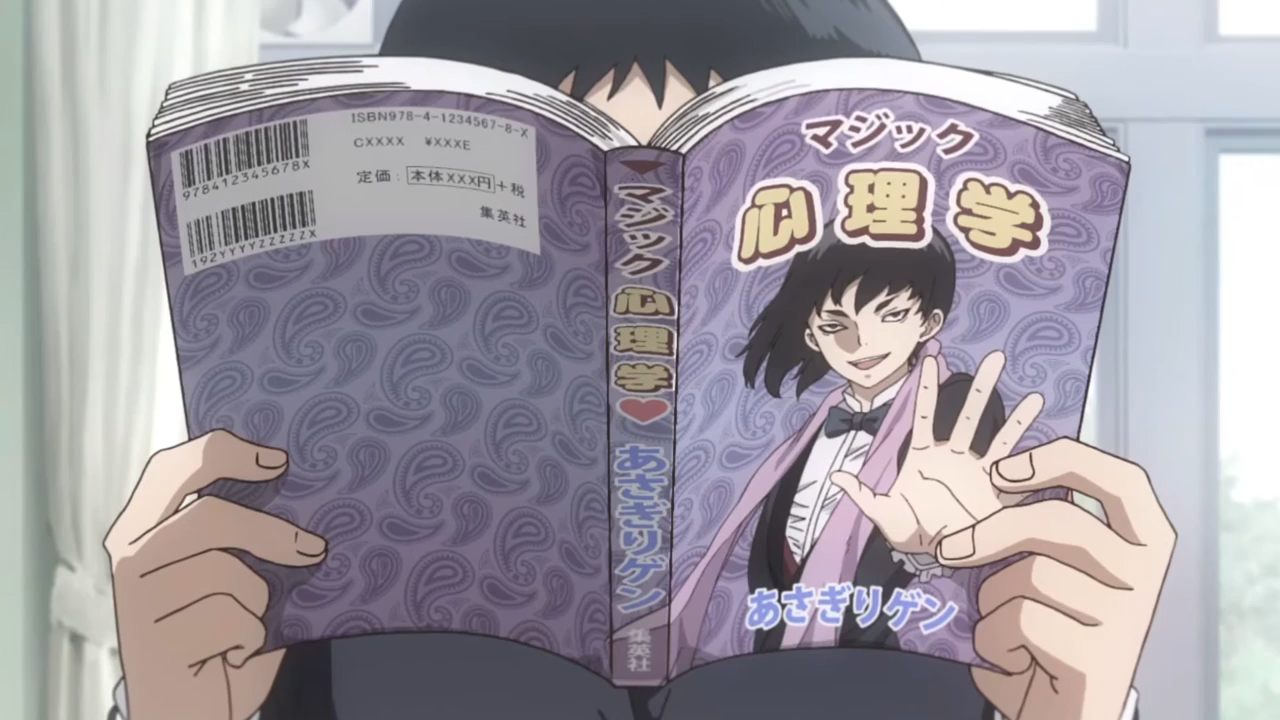 ISBN978-4-1234567-8-X
CXXXX ¥XXXE
定価：本体XXX円+税
集英社
978412345678X
192YYYYZZZZZX
マジック心理学♥ あさぎりゲン
集英社
マジック
心理学
あさぎりゲン